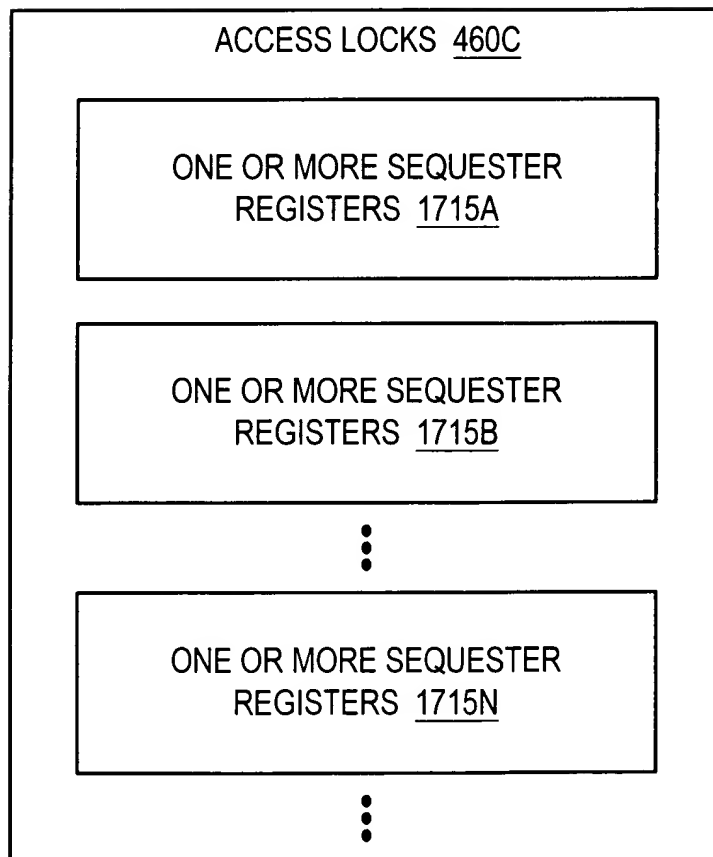 ACCESS LOCKS 460C
ONE OR MORE SEQUESTER
REGISTERS 1715A
ONE OR MORE SEQUESTER
REGISTERS 1715B
ONE OR MORE SEQUESTER
REGISTERS 1715N